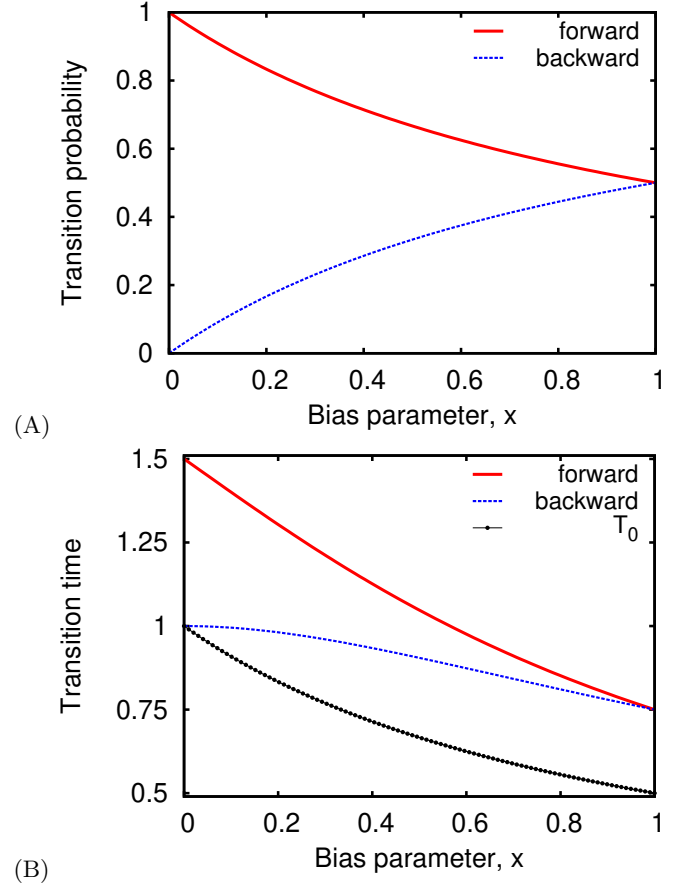 1
0.8
0.6
0.4
0.2
0
Transition probability
forward
backward
0 0.2 0.4 0.6 0.8 1
Bias parameter, x
(A)
1.5
1.25
1
0.75
0.5
Transition time
forward
backward
T_0
0 0.2 0.4 0.6 0.8 1
Bias parameter, x
(B)